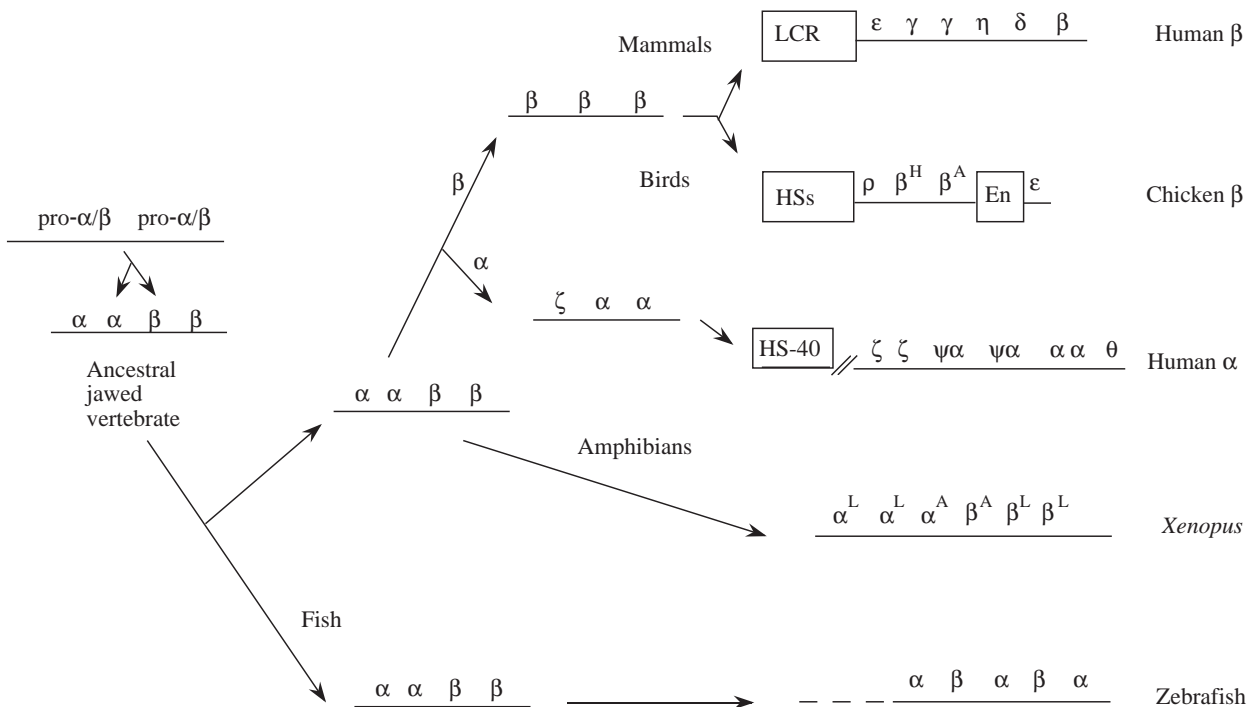 LCR ε γ γ η δ β Human β
Mammals
β β β
Birds
HSs ρ β^H β^A En ε Chicken β
β
pro-α/β pro-α/β
α
α α β β
ζ α α
HS-40 ζ ζ ψα ψα α α θ Human α
Ancestral
jawed
vertebrate
α α β β
Amphibians
α^L α^L α^A β^A β^L β^L Xenopus
Fish
α α β β
α β α β α Zebrafish